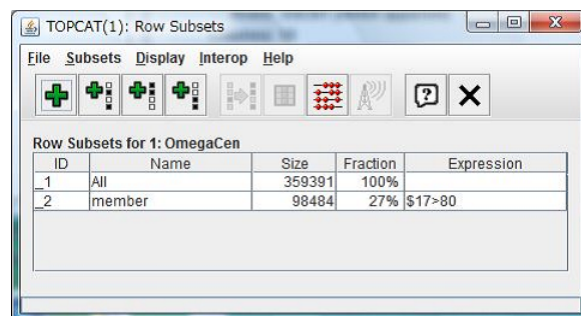 TOPCAT(1): Row Subsets
File Subsets Display Interop Help
Row Subsets for 1: OmegaCen
ID Name Size Fraction Expression
_1 All 359391 100%
_2 member 98484 27% $17>80